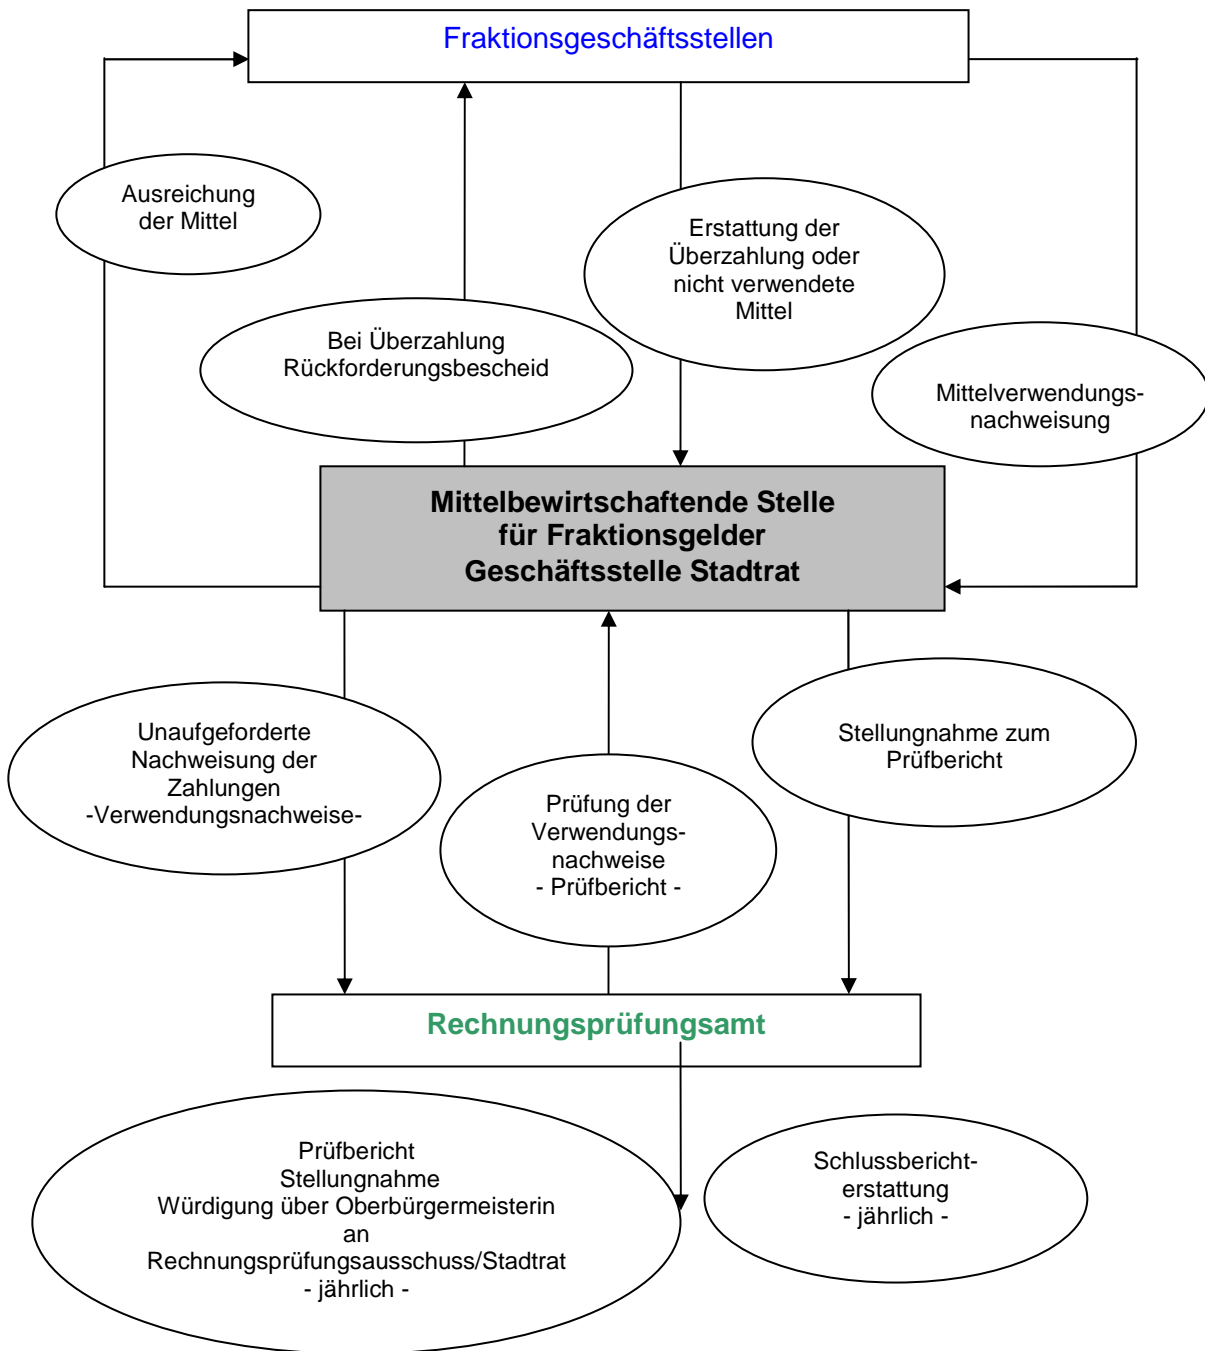 Fraktionsgeschäftsstellen
Ausreichung
der Mittel
Erstattung der
Überzahlung oder
nicht verwendete
Mittel
Bei Überzahlung
Rückforderungsbescheid
Mittelverwendungs-
nachweisung
Mittelbewirtschaftende Stelle
für Fraktionsgelder
Geschäftsstelle Stadtrat
Unaufgeforderte
Nachweisung der
Zahlungen
-Verwendungsnachweise-
Prüfung der
Verwendungs-
nachweise
- Prüfbericht -
Stellungnahme zum
Prüfbericht
Rechnungsprüfungsamt
Prüfbericht
Stellungnahme
Würdigung über Oberbürgermeisterin
an
Rechnungsprüfungsausschuss/Stadtrat
- jährlich -
Schlussbericht-
erstattung
- jährlich -